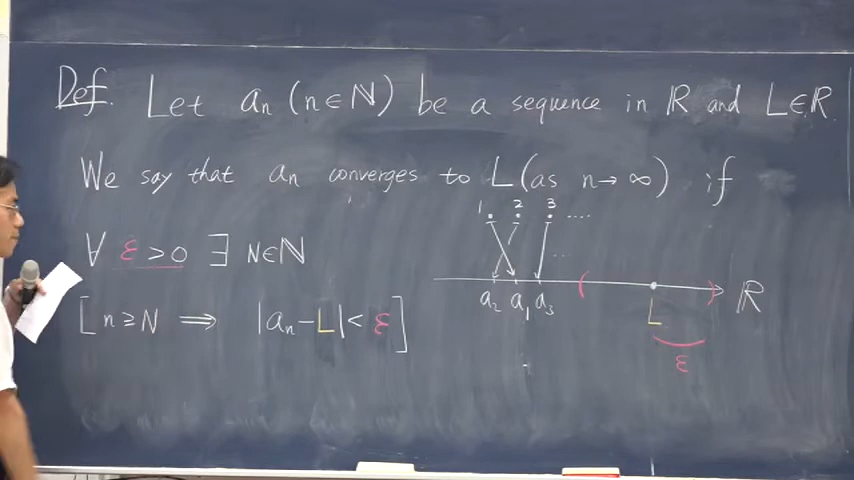 Def. Let aₙ (n∈ℕ) be a sequence in ℝ and L∈ℝ.
We say that aₙ converges to L (as n→∞) if
∀ ε>0 ∃ N∈ℕ
[n≥N ⟹ |aₙ-L|< ε]
1 2 3 ....
...
( )
a₂ a₁ a₃ L ℝ
ε